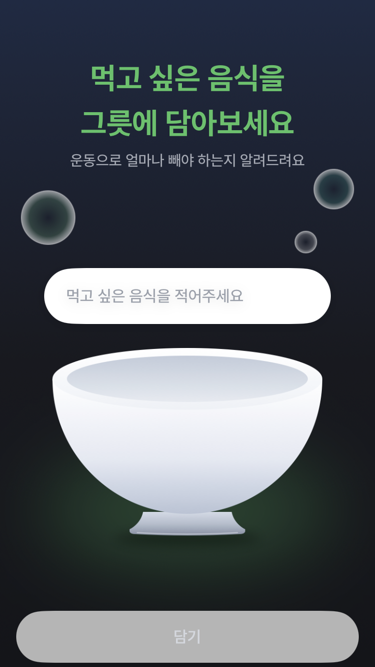 먹고 싶은 음식을
그릇에 담아보세요
운동으로 얼마나 빼야 하는지 알려드려요
먹고 싶은 음식을 적어주세요
담기